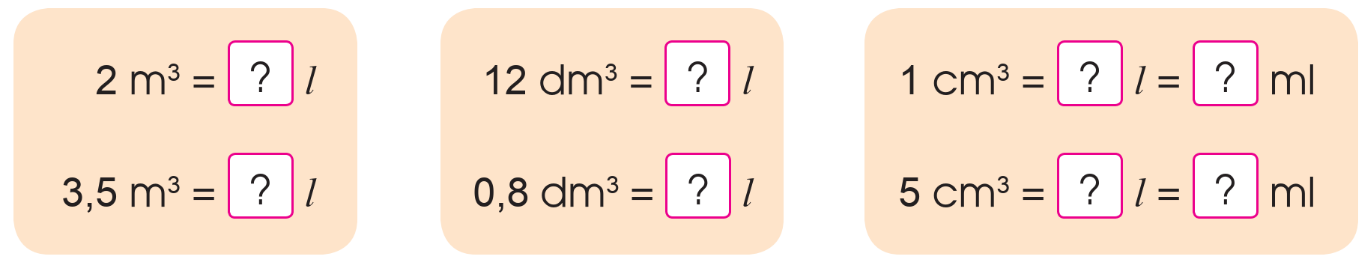 2 m³ = ? l
3,5 m³ = ? l
12 dm³ = ? l
0,8 dm³ = ? l
1 cm³ = ? l = ? ml
5 cm³ = ? l = ? ml